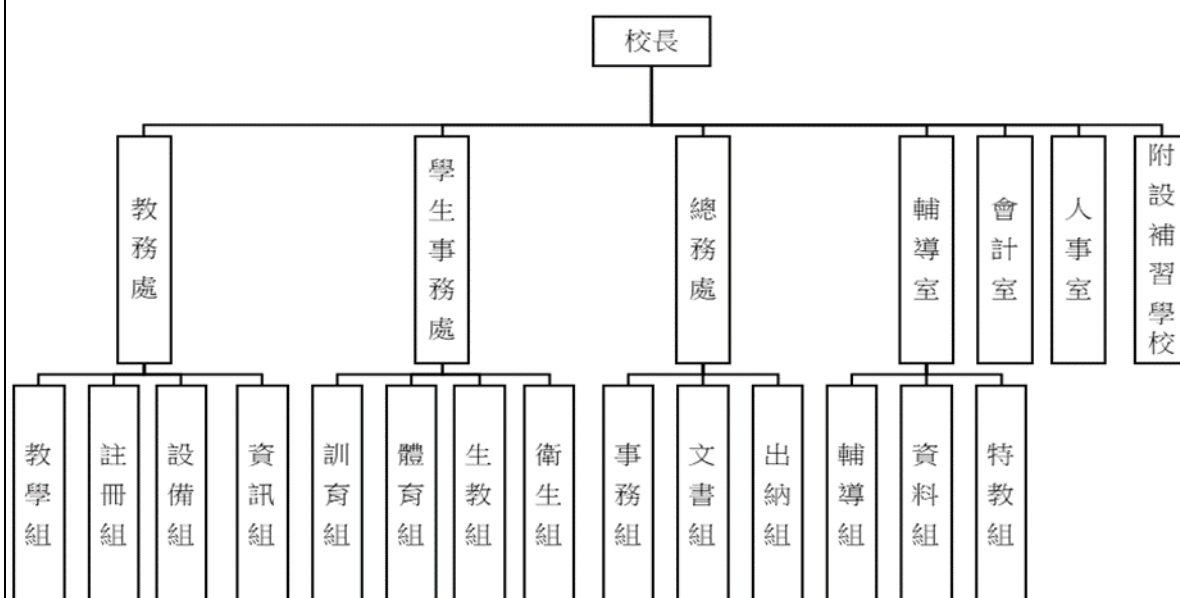 校長
教務處
學生事務處
總務處
輔導室
會計室
人事室
附設補習學校
教學組
註冊組
設備組
資訊組
訓育組
體育組
生教組
衛生組
事務組
文書組
出納組
輔導組
資料組
特教組